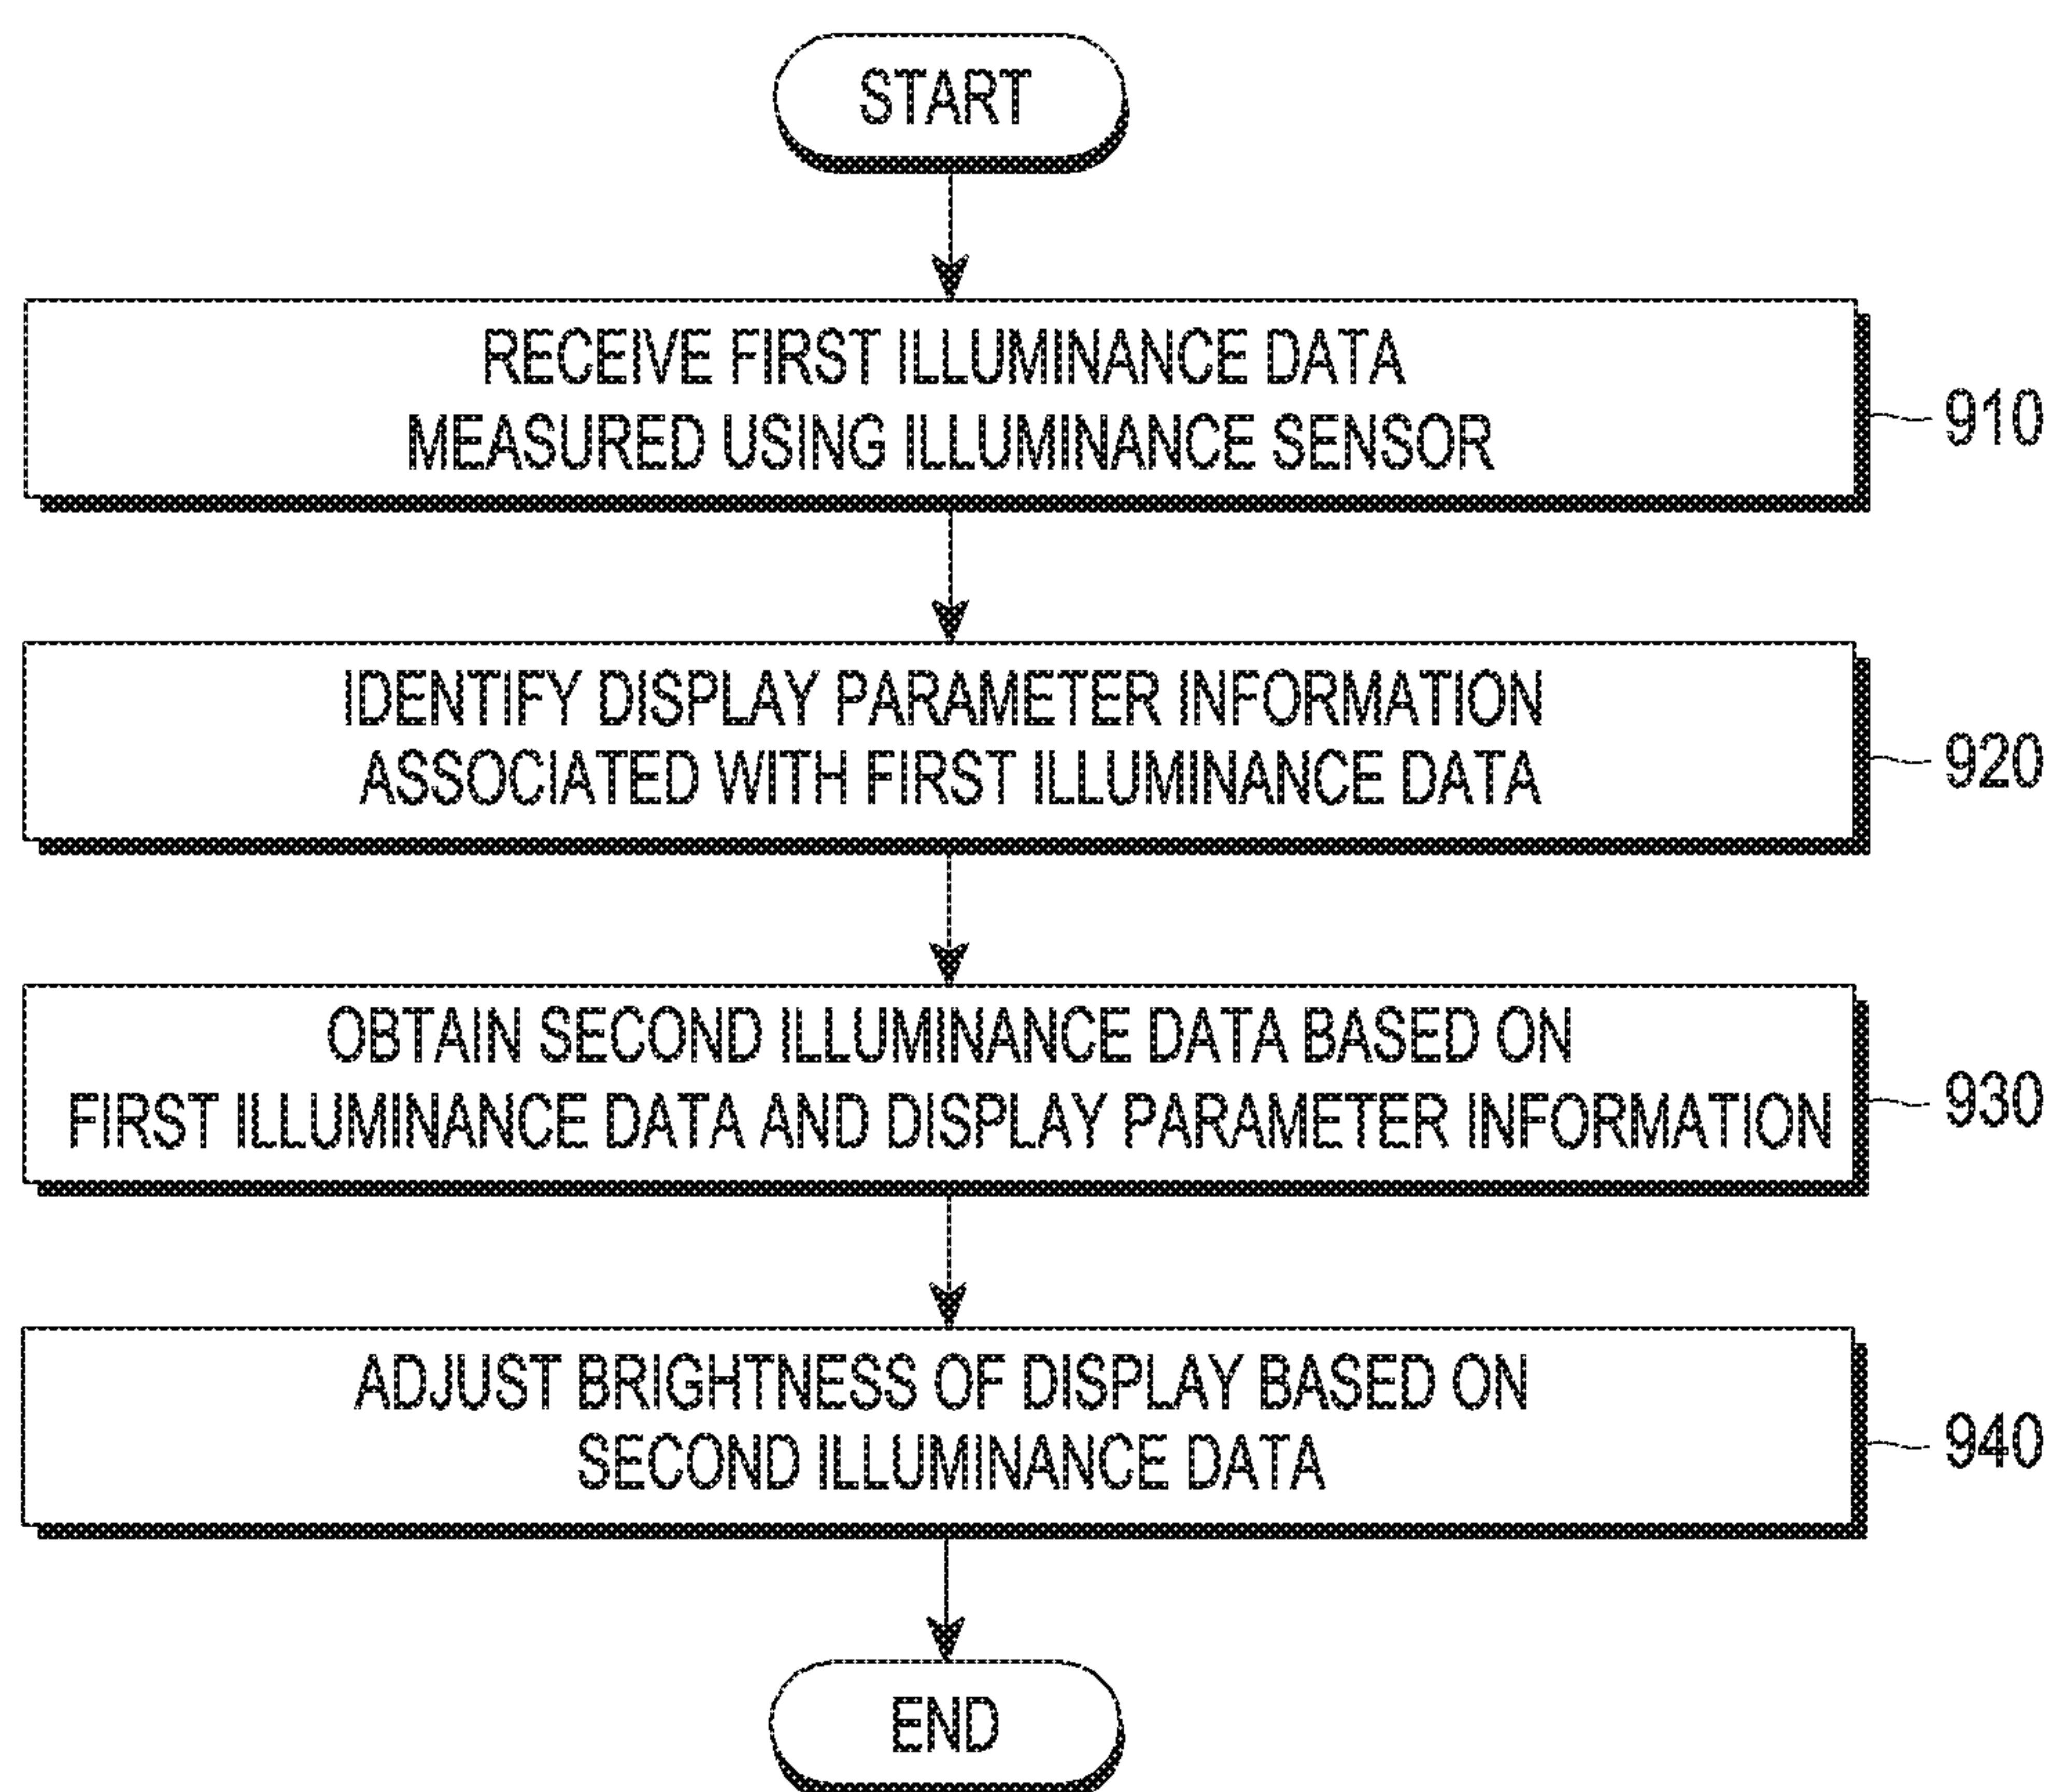 START
RECEIVE FIRST ILLUMINANCE DATA
MEASURED USING ILLUMINANCE SENSOR
910
IDENTIFY DISPLAY PARAMETER INFORMATION
ASSOCIATED WITH FIRST ILLUMINANCE DATA
920
OBTAIN SECOND ILLUMINANCE DATA BASED ON
FIRST ILLUMINANCE DATA AND DISPLAY PARAMETER INFORMATION
930
ADJUST BRIGHTNESS OF DISPLAY BASED ON
SECOND ILLUMINANCE DATA
940
END